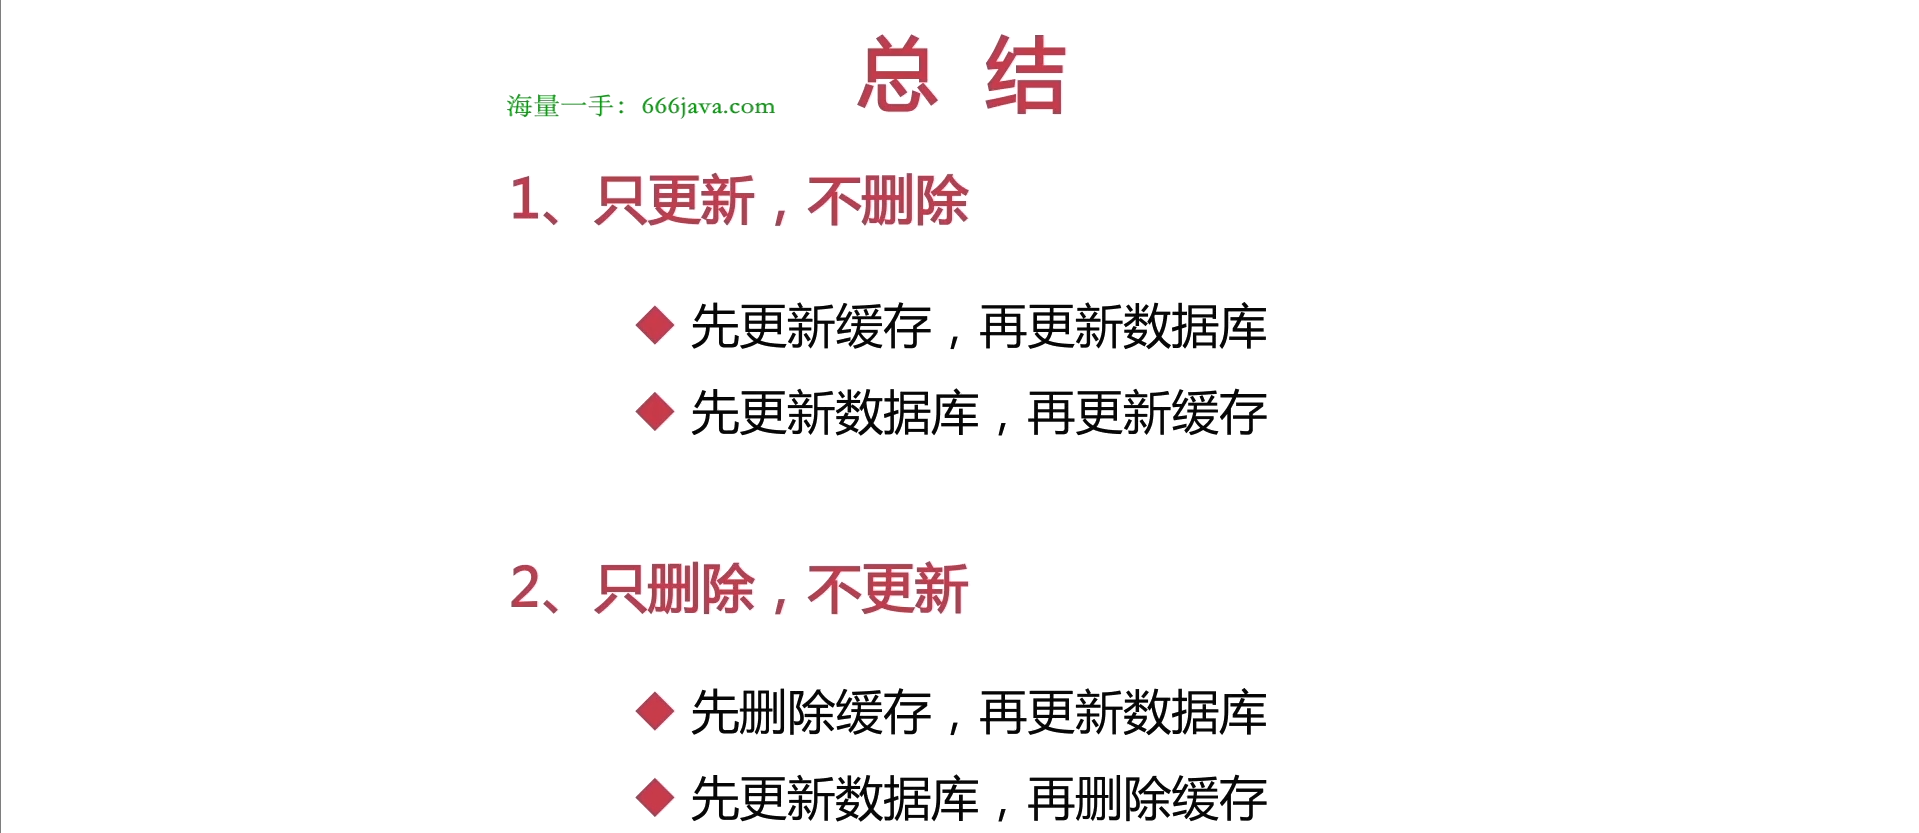 总 结
海量一手：666java.com
1、只更新，不删除
先更新缓存，再更新数据库
先更新数据库，再更新缓存
2、只删除，不更新
先删除缓存，再更新数据库
先更新数据库，再删除缓存